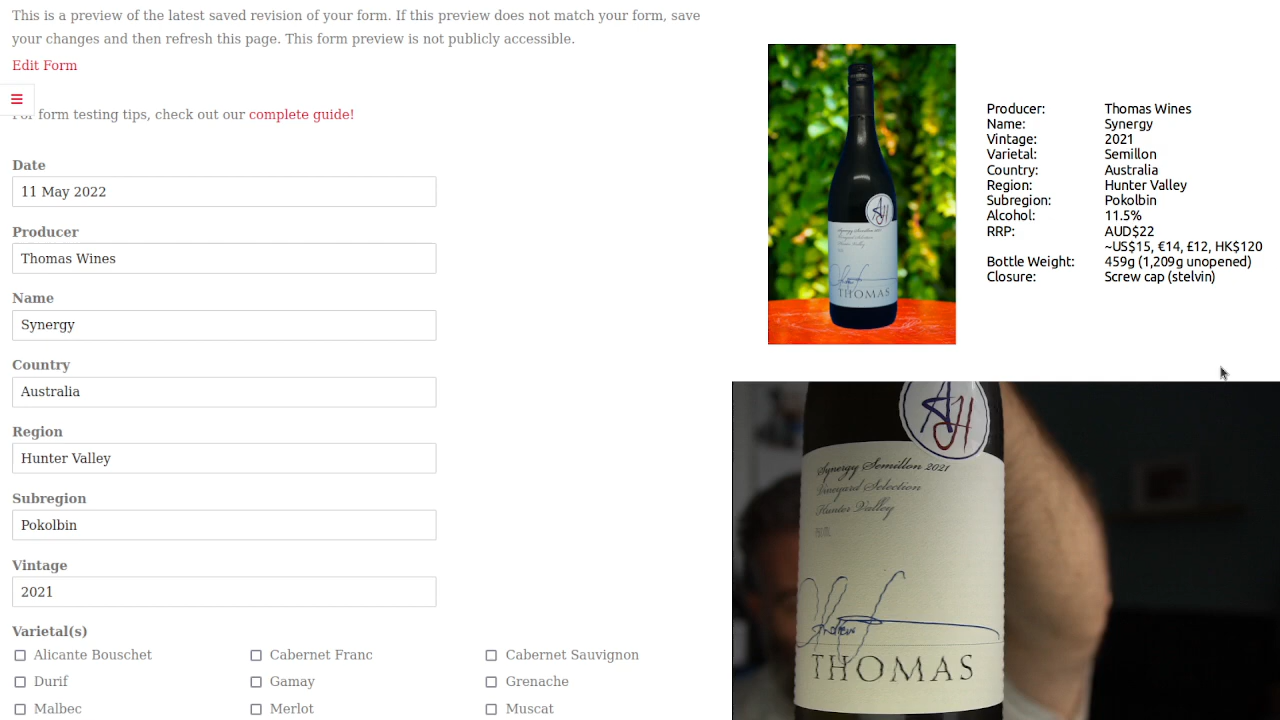 This is a preview of the latest saved revision of your form. If this preview does not match your form, save
your changes and then refresh this page. This form preview is not publicly accessible.
Edit Form
form testing tips, check out our complete guide!
Date
11 May 2022
Producer
Thomas Wines
Name
Synergy
Country
Australia
Region
Hunter Valley
Subregion
Pokolbin
Vintage
2021
Varietal(s)
Alicante Bouschet Cabernet Franc Cabernet Sauvignon
Durif Gamay Grenache
Malbec Merlot Muscat
Synergy Semillon 2021
THOMAS
Producer: Thomas Wines
Name: Synergy
Vintage: 2021
Varietal: Semillon
Country: Australia
Region: Hunter Valley
Subregion: Pokolbin
Alcohol: 11.5%
RRP: AUD$22
~US$15, €14, £12, HK$120
Bottle Weight: 459g (1,209g unopened)
Closure: Screw cap (stelvin)
AH
Synergy Semillon 2021
Vineyard Selection
Hunter Valley
Andrew
THOMAS